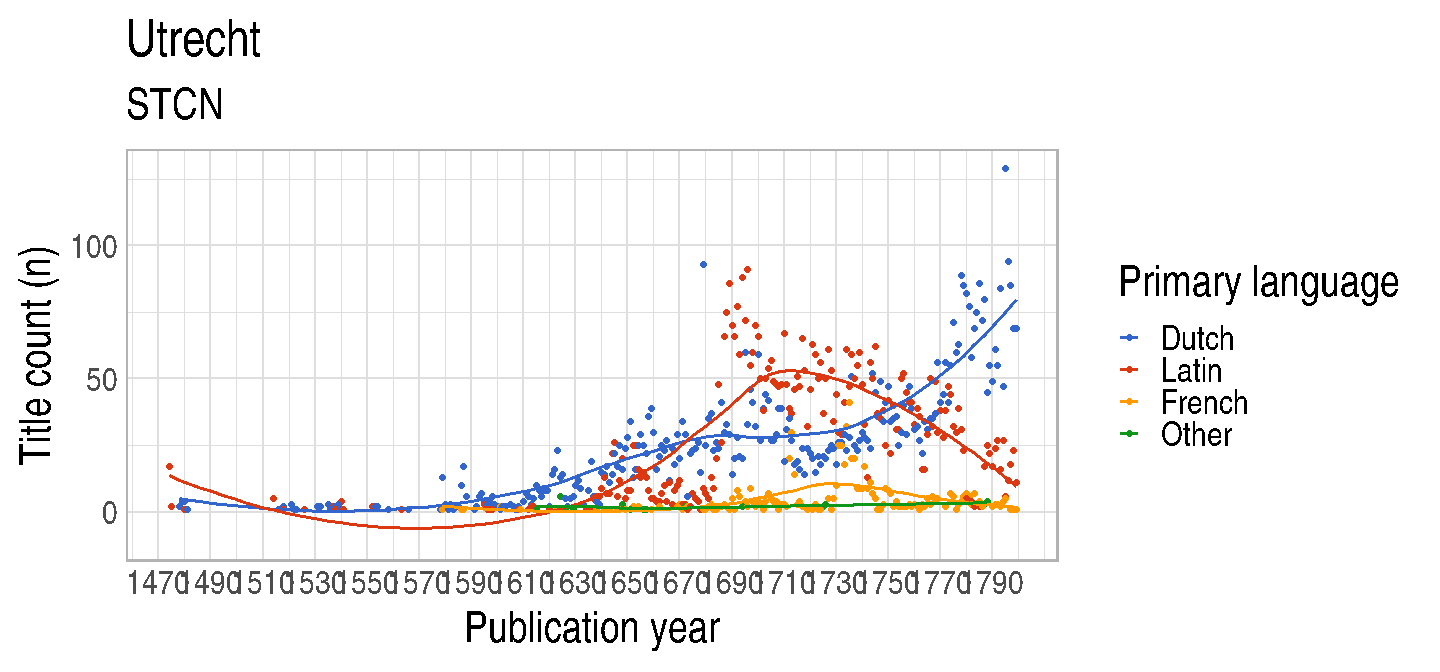 Utrecht
STCN
Title count (n)
100
50
0
1470 1490 1510 1530 1550 1570 1590 1610 1630 1650 1670 1690 1710 1730 1750 1770 1790
Publication year
Primary language
Dutch
Latin
French
Other